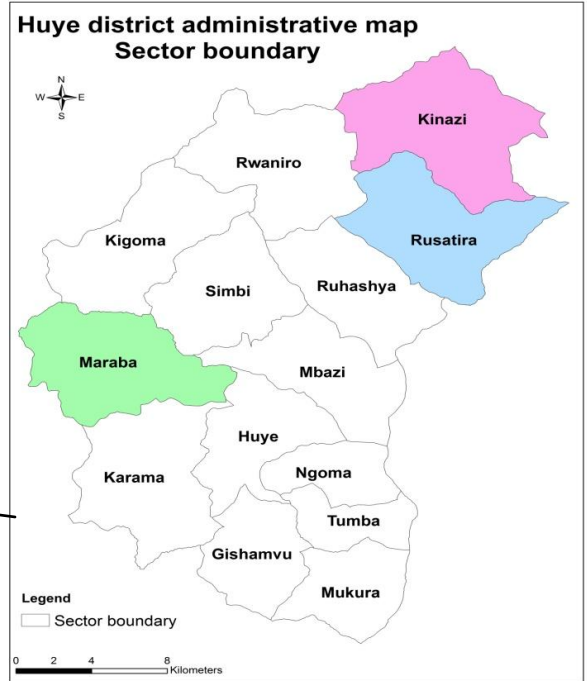 Huye district administrative map
Sector boundary
N
W E
S
Kinazi
Rwaniro
Rusatira
Kigoma
Simbi
Ruhashya
Maraba
Mbazi
Huye
Karama
Ngoma
Tumba
Gishamvu
Mukura
Legend
Sector boundary
0 2 4 8
Kilometers